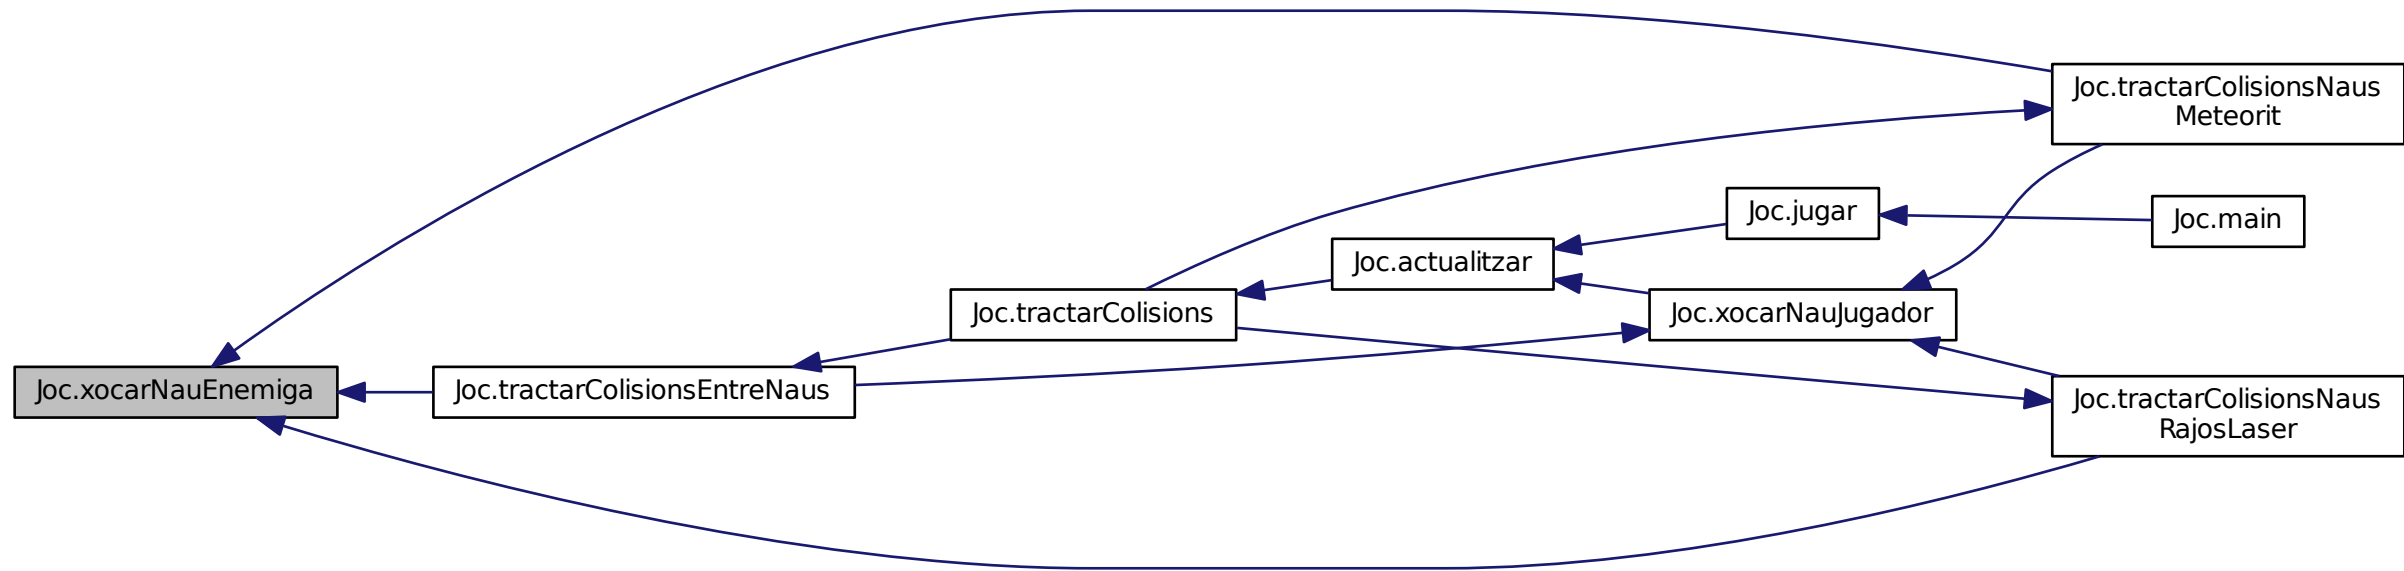 Joc.tractarColisionsNaus
Meteorit
Joc.jugar
Joc.main
Joc.actualitzar
Joc.tractarColisions
Joc.xocarNauJugador
Joc.xocarNauEnemiga
Joc.tractarColisionsEntreNaus
Joc.tractarColisionsNaus
RajosLaser